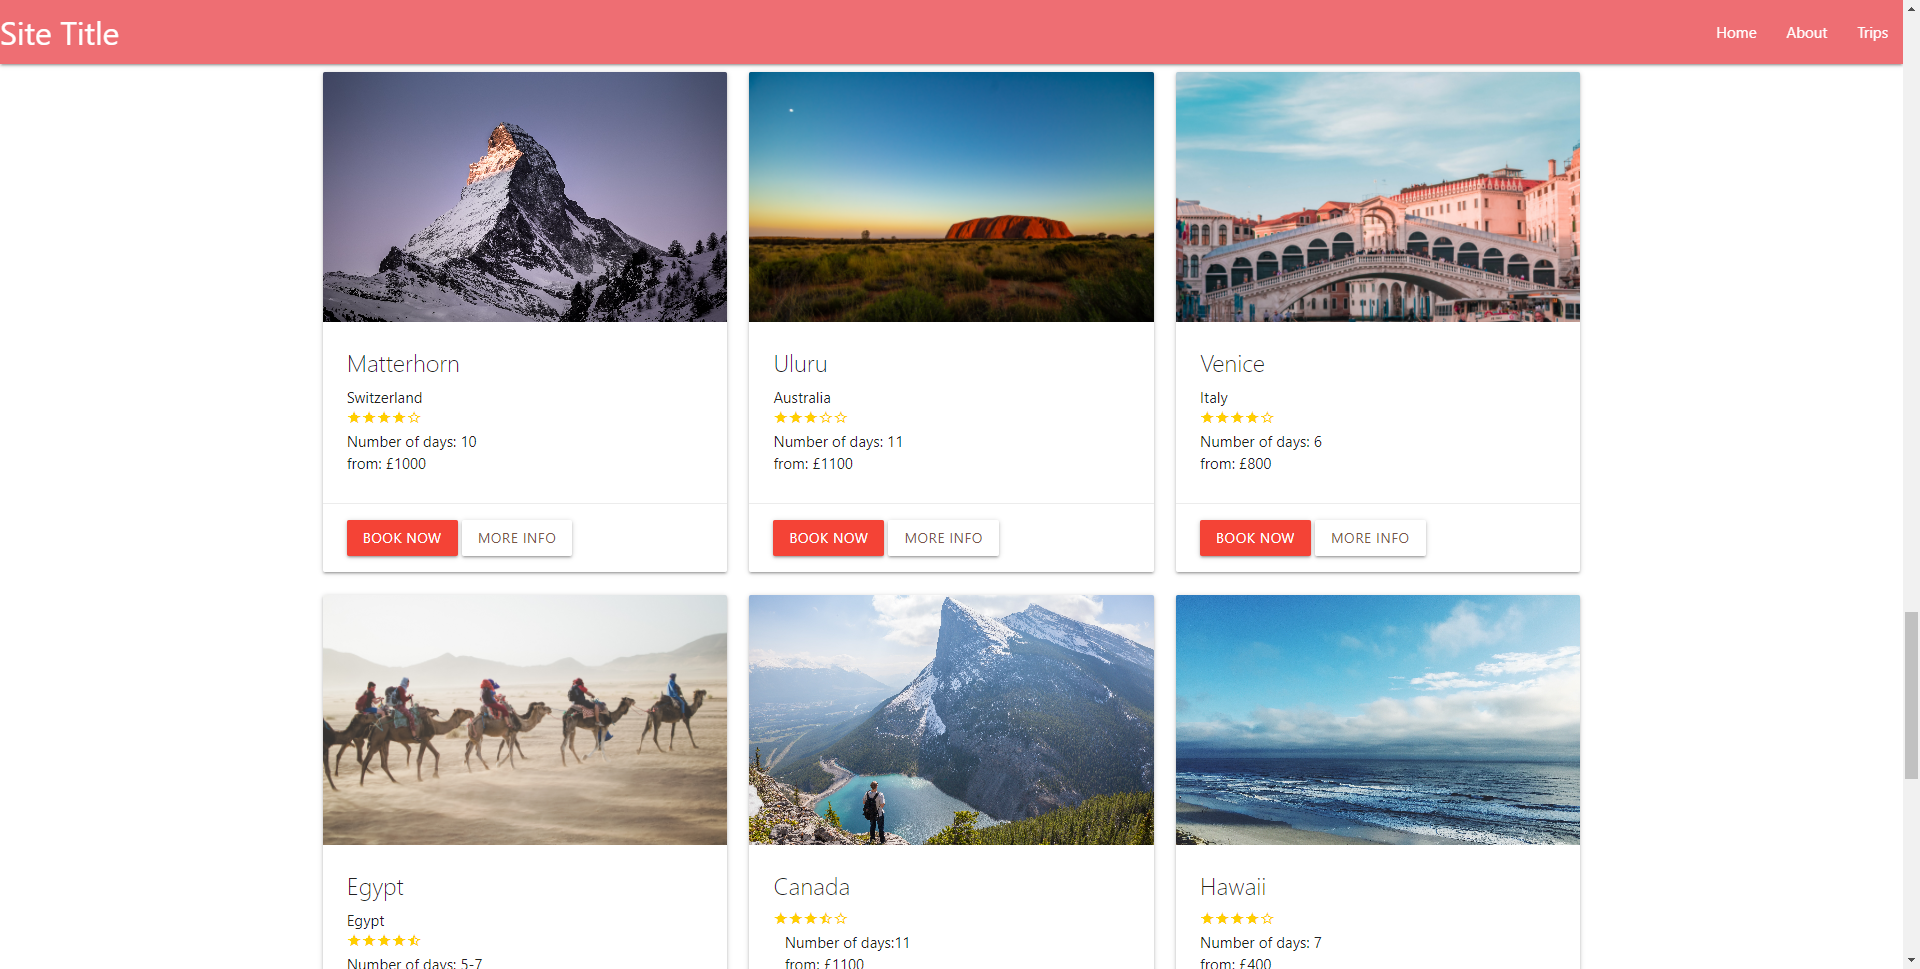 Site Title
Home About Trips
Matterhorn
Switzerland
Number of days: 10
from: £1000
BOOK NOW MORE INFO
Uluru
Australia
Number of days: 11
from: £1100
BOOK NOW MORE INFO
Venice
Italy
Number of days: 6
from: £800
BOOK NOW MORE INFO
Egypt
Egypt
Number of days: 5-7
Canada
Number of days:11
from: £1100
Hawaii
Number of days: 7
from: £400